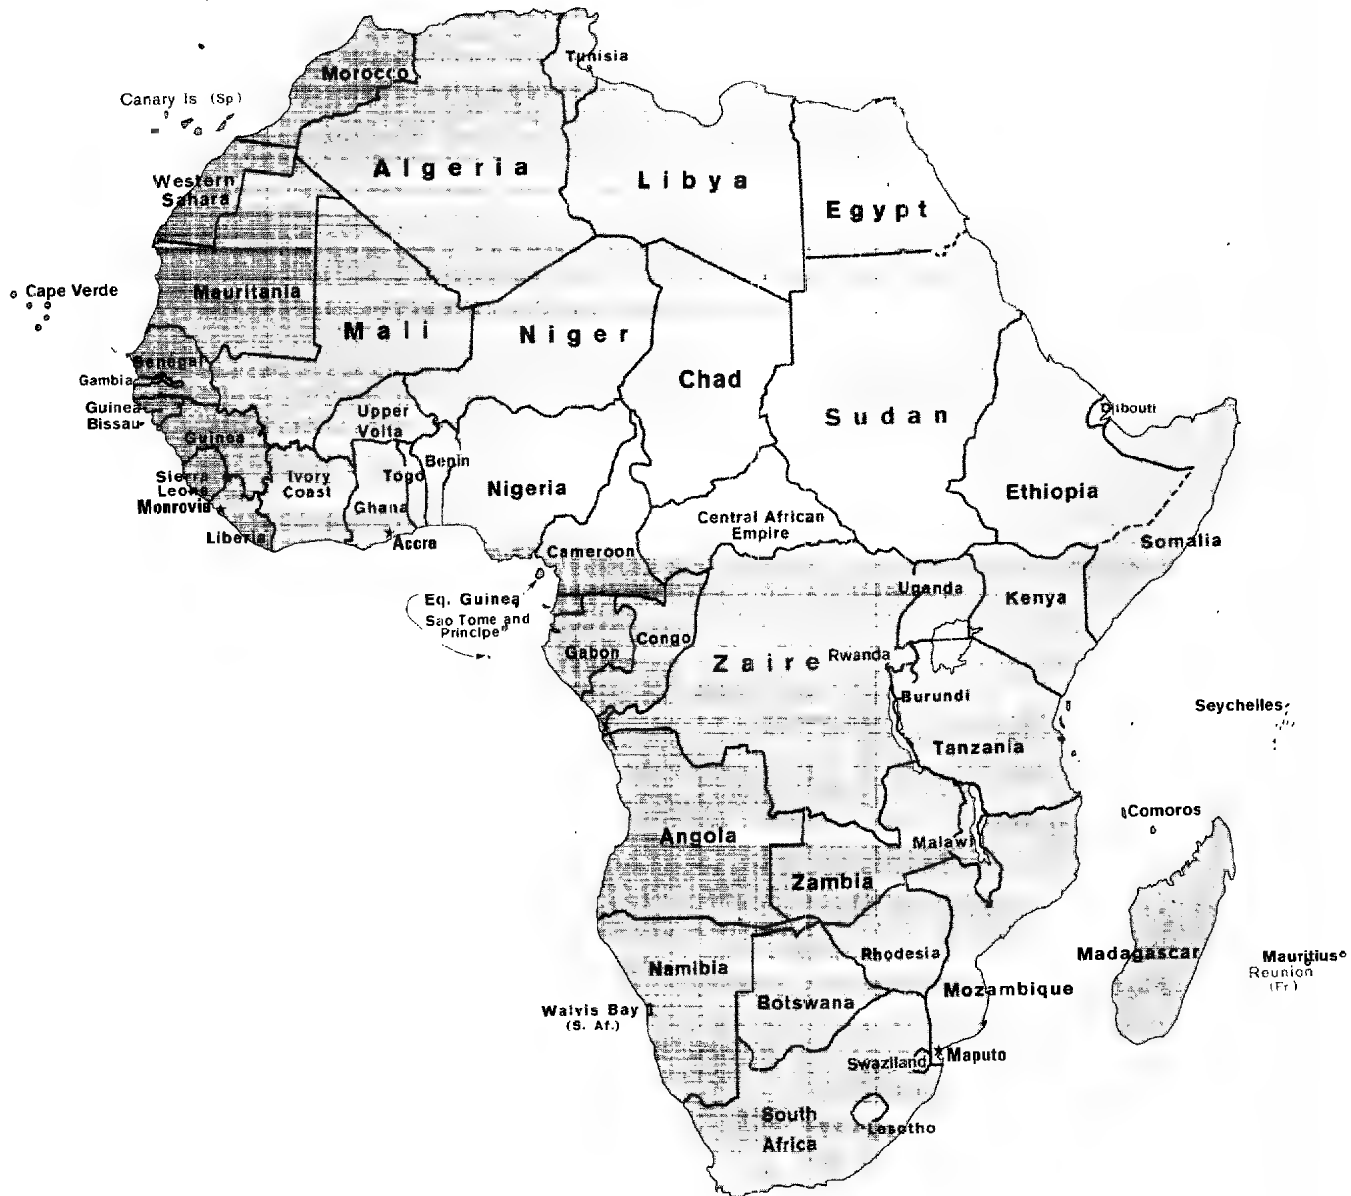 Tunisia
Morocco
Canary Is (Sp)
Algeria
Libya
Western
Sahara
Egypt
Cape Verde
Mauritania
Mali
Niger
Senegal
Chad
Gambia
Guinea
Bissau
Upper
Volta
Sudan
Djibouti
Guinea
Benin
Sierra
Leone
Ivory
Coast
Togo
Nigeria
Ethiopia
Monrovia
Ghana
Central African
Empire
Liberia
Accra
Cameroon
Somalia
Eq. Guinea
Uganda
Kenya
Sao Tome and
Principe
Congo
Gabon
Zaire
Rwanda
Burundi
Seychelles
Tanzania
Comoros
Angola
Malawi
Zambia
Rhodesia
Madagascar
Mauritius
Reunion
(Fr)
Namibia
Mozambique
Botswana
Walvis Bay
(S. Af.)
Maputo
Swaziland
South
Africa
Lesotho